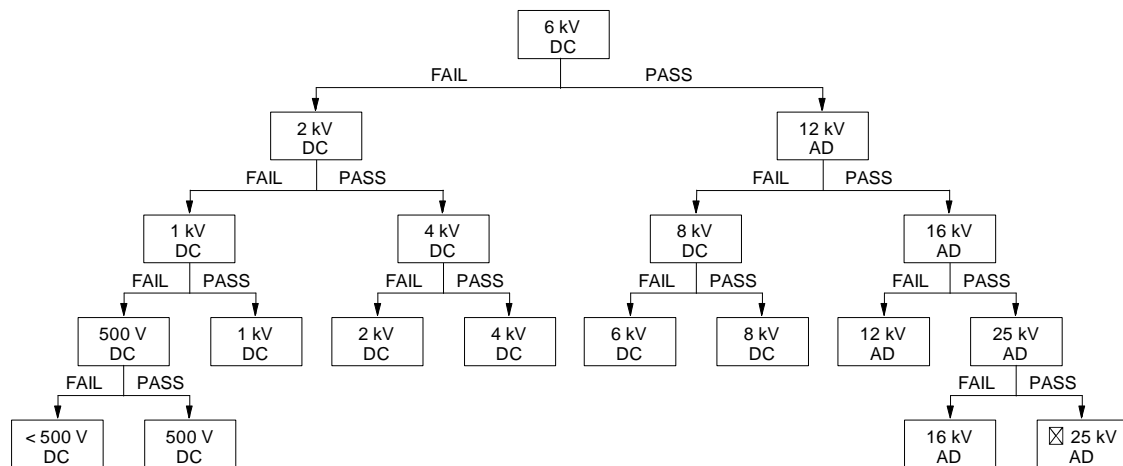 6 kV
DC
FAIL PASS
2 kV
DC
12 kV
AD
FAIL PASS
FAIL PASS
1 kV
DC
4 kV
DC
8 kV
DC
16 kV
AD
FAIL PASS
FAIL PASS
FAIL PASS
FAIL PASS
500 V
DC
1 kV
DC
2 kV
DC
4 kV
DC
6 kV
DC
8 kV
DC
12 kV
AD
25 kV
AD
FAIL PASS
FAIL PASS
< 500 V
DC
500 V
DC
16 kV
AD
25 kV
AD